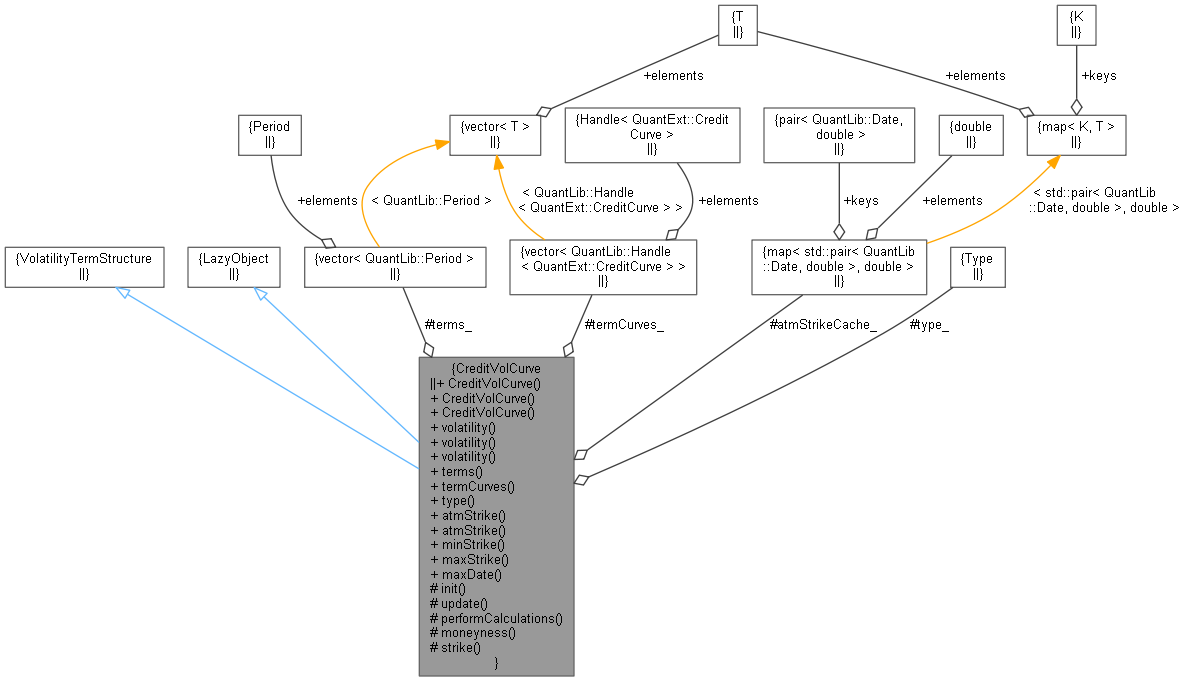 {T
||}
{K
||}
+elements
+elements
+keys
{Period
||}
{vector< T >
||}
{Handle< QuantExt::Credit
Curve >
||}
{pair< QuantLib::Date,
double >
||}
{double
||}
{map< K, T >
||}
+elements
< QuantLib::Period >
< QuantLib::Handle
< QuantExt::CreditCurve > >
+elements
+keys
+elements
< std::pair< QuantLib
::Date, double >, double >
{VolatilityTermStructure
||}
{LazyObject
||}
{vector< QuantLib::Period >
||}
{vector< QuantLib::Handle
< QuantExt::CreditCurve > >
||}
{map< std::pair< QuantLib
::Date, double >, double >
||}
{Type
||}
#terms_
#termCurves_
#atmStrikeCache_
#type_
{CreditVolCurve
||+ CreditVolCurve()
+ CreditVolCurve()
+ CreditVolCurve()
+ volatility()
+ volatility()
+ volatility()
+ terms()
+ termCurves()
+ type()
+ atmStrike()
+ atmStrike()
+ minStrike()
+ maxStrike()
+ maxDate()
# init()
# update()
# performCalculations()
# moneyness()
# strike()
}